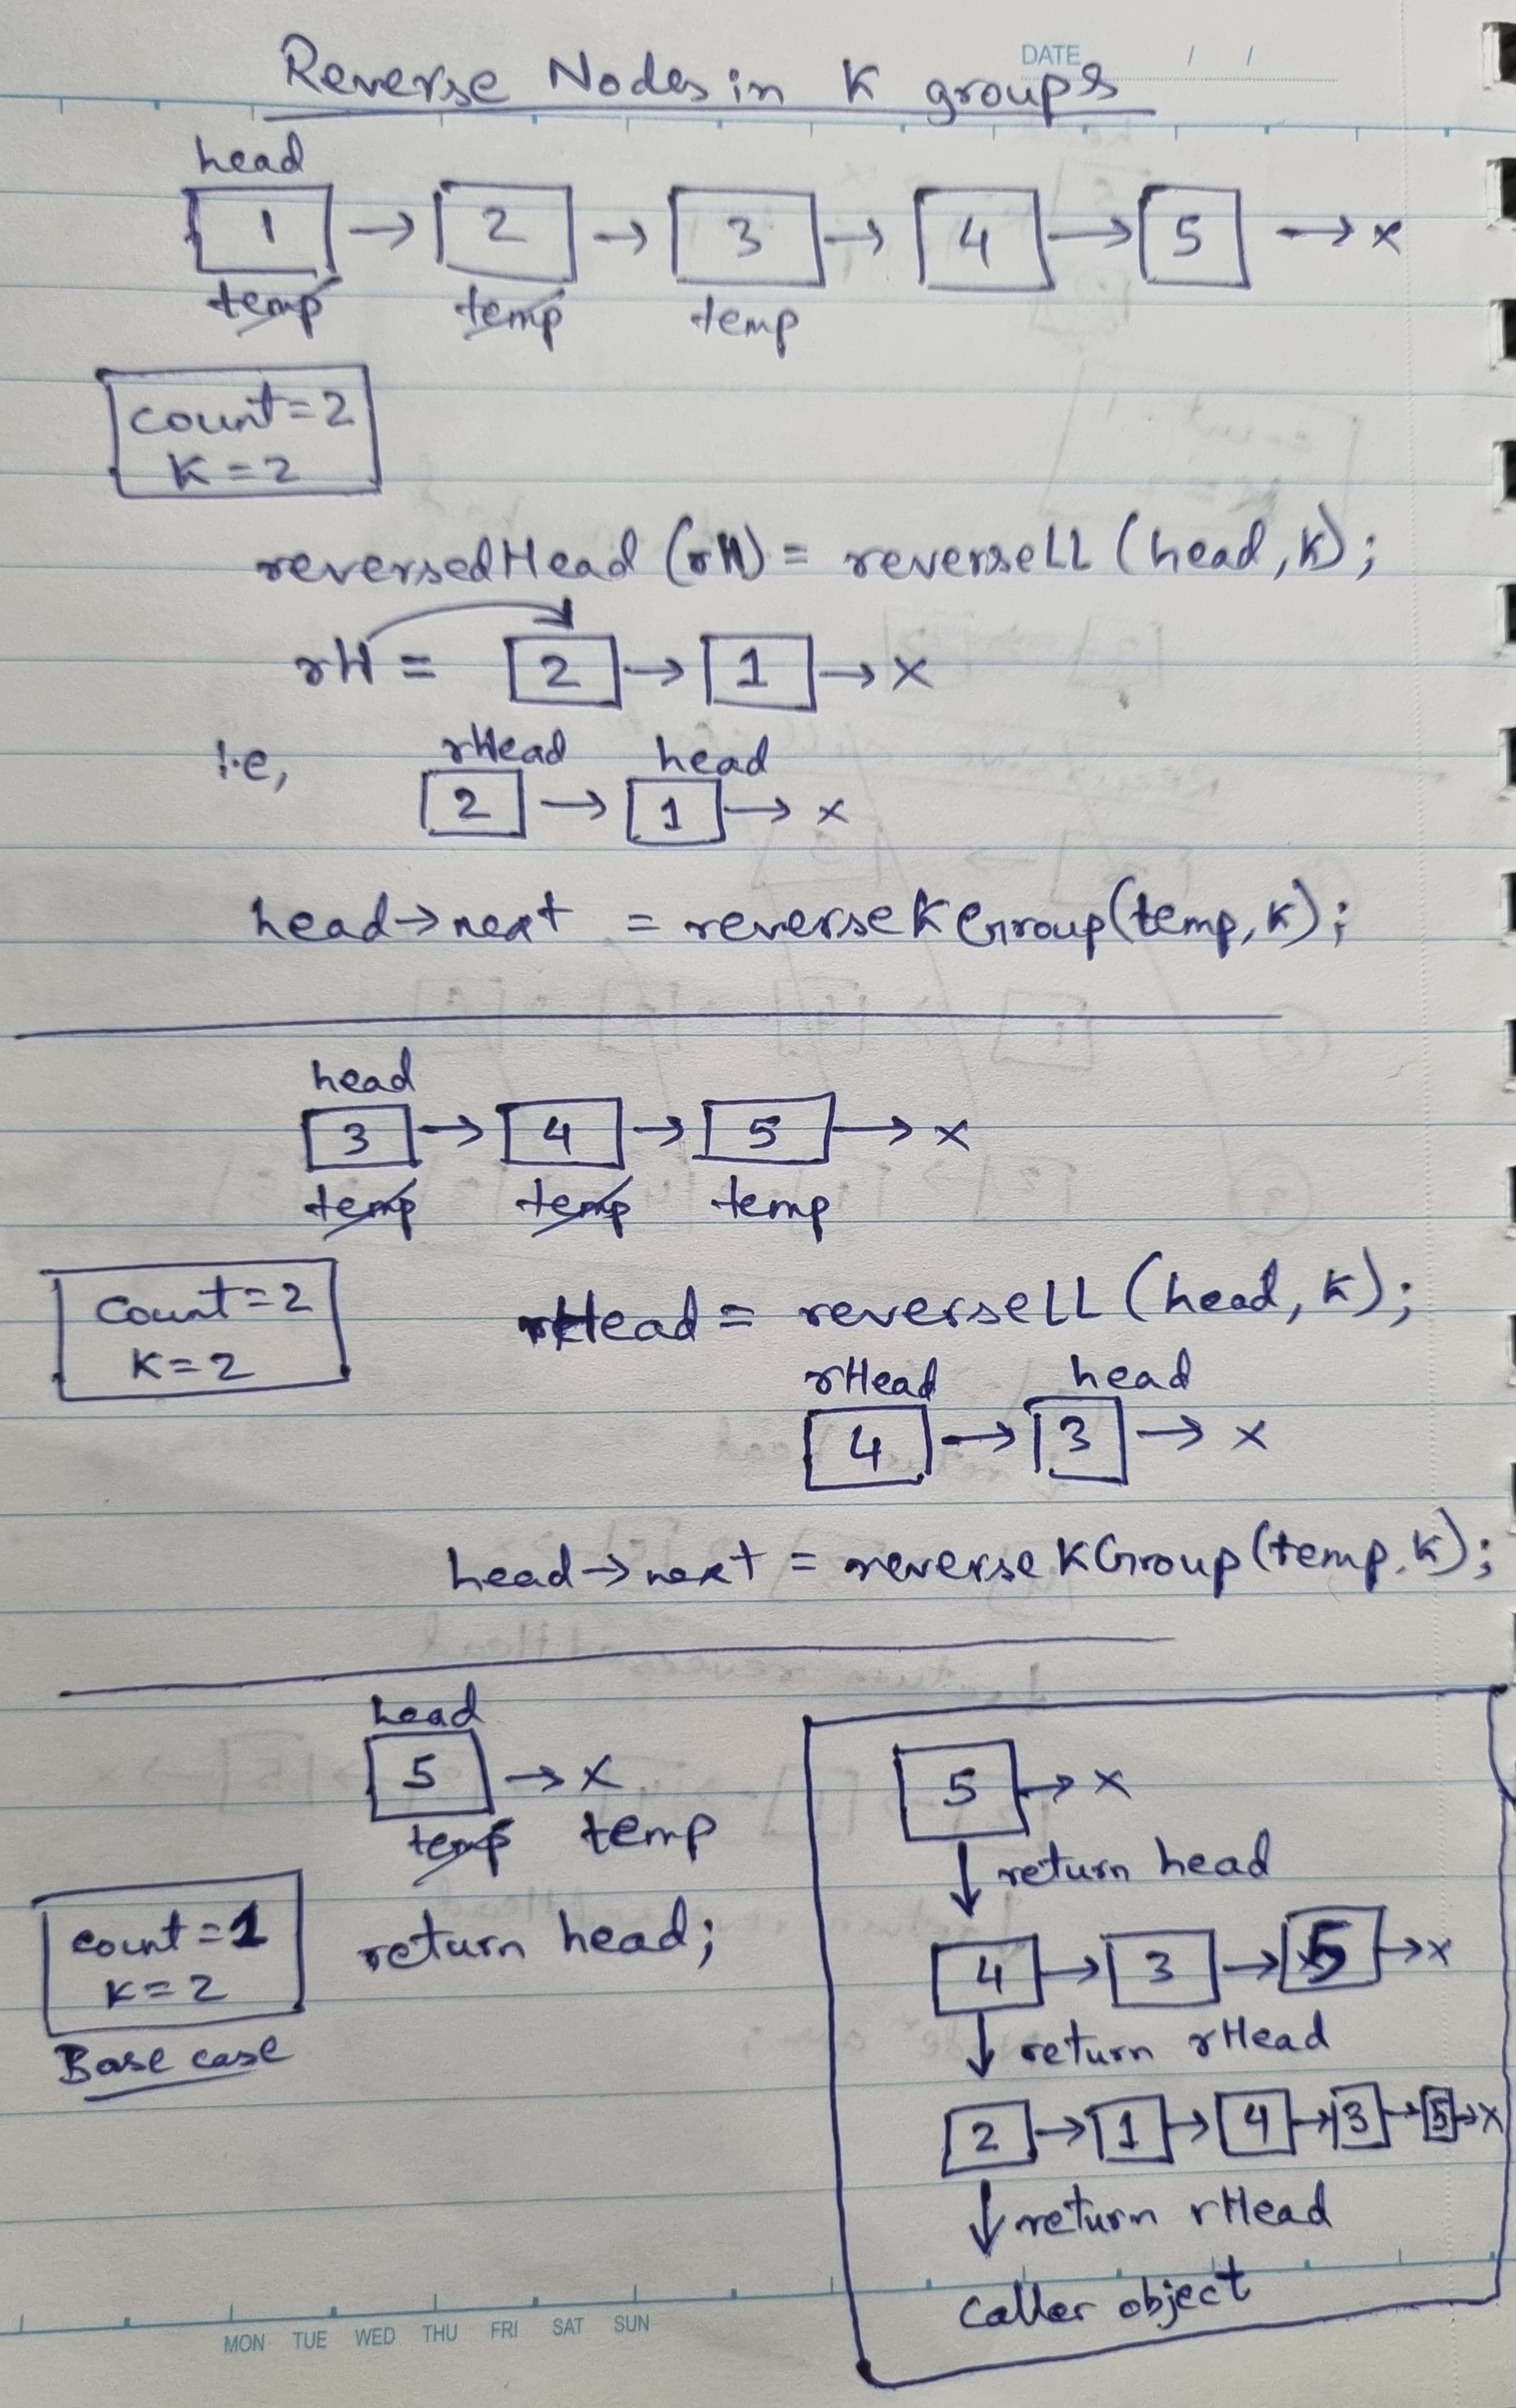 DATE / /
Reverse Nodes in K groups
head
1 → 2 → 3 → 4 → 5 → x
temp temp temp
count=2
K=2
reversedHead (rH) = reverseLL (head, K);
rH = 2 → 1 → x
i.e, rHead head
2 → 1 → x
head→next = reverseKGroup(temp, K);
head
3 → 4 → 5 → x
temp temp temp
Count=2
K=2
rHead = reverseLL (head, K);
rHead head
4 → 3 → x
head→next = reverseKGroup(temp, K);
head
5 → x
temp temp
count=1
K=2
Base case
return head;
5 → x
↓ return head
4 → 3 → 5 → x
↓ return rHead
2 → 1 → 4 → 3 → 5 → x
↓ return rHead
Caller object
MON TUE WED THU FRI SAT SUN